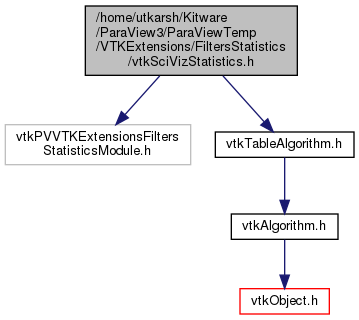 /home/utkarsh/Kitware
/ParaView3/ParaViewTemp
/VTKExtensions/FiltersStatistics
/vtkSciVizStatistics.h
vtkPVVTKExtensionsFilters
StatisticsModule.h
vtkTableAlgorithm.h
vtkAlgorithm.h
vtkObject.h